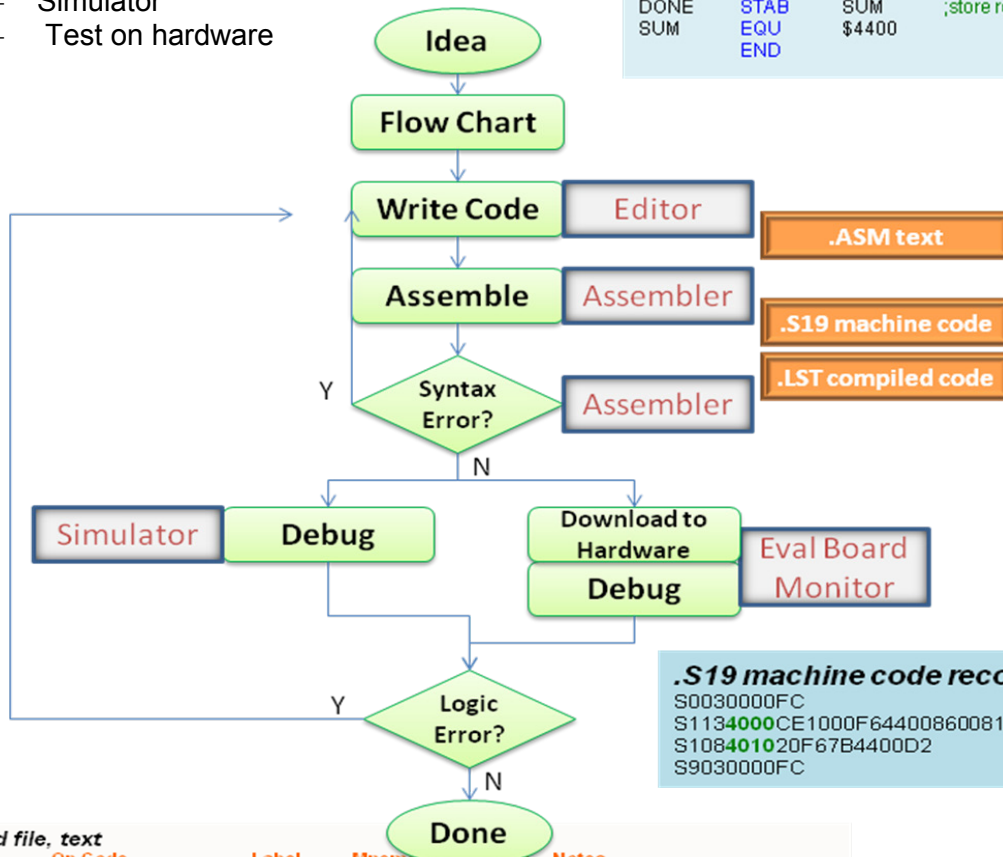 - Simulator
- Test on hardware
DONE STAB SUM
SUM EQU $4400
END
Idea
Flow Chart
Write Code
Editor
.ASM text
Assemble
Assembler
.S19 machine code
.LST compiled code
Y
Syntax
Error?
Assembler
N
Simulator
Debug
Download to
Hardware
Debug
Eval Board
Monitor
.S19 machine code
S0030000FC
S1134000CE1000F64400860081
S108401020F67B4400D2
S9030000FC
Y
Logic
Error?
N
Done
file, text
Label Notes